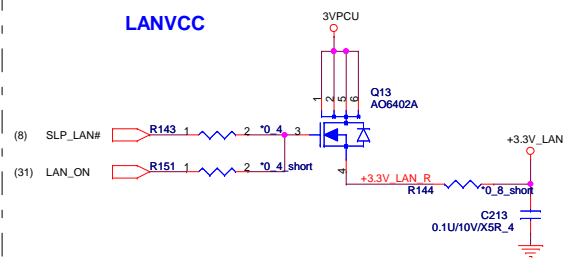 LANVCC
3VPCU
1
2
5
6
Q13
AO6402A
(8) SLP_LAN# R143 1 2 *0_4 3
+3.3V_LAN
(31) LAN_ON R151 1 2 *0_4_short
4
+3.3V_LAN_R
R144 *0_8_short
C213
0.1U/10V/X5R_4